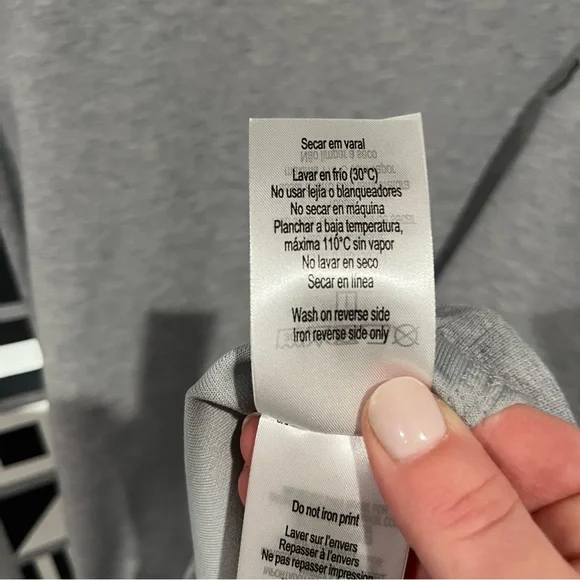 Secar em varal
Lavar en frío (30°C)
No usar lejía o blanqueadores
No secar en máquina
Planchar a baja temperatura,
máxima 110°C sin vapor
No lavar en seco
Secar en línea
Wash on reverse side
Iron reverse side only
Do not iron print
Laver sur l'envers
Repasser à l'envers
Ne pas repasser impression